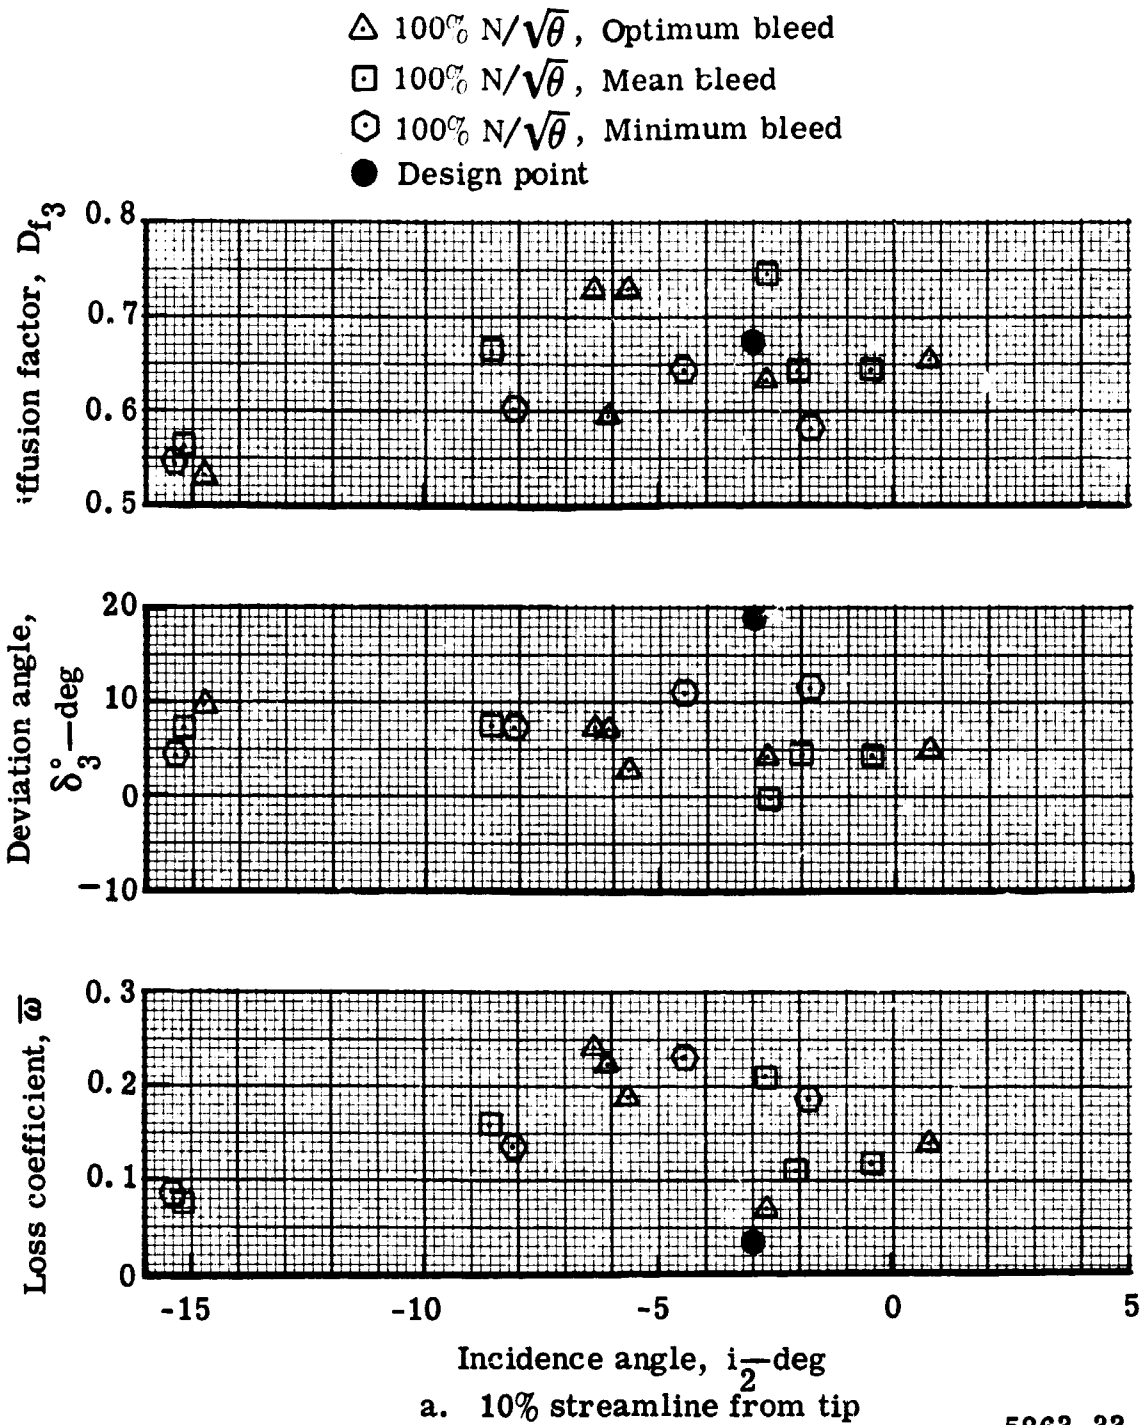 100% N/√θ, Optimum bleed
100% N/√θ, Mean bleed
100% N/√θ, Minimum bleed
Design point
iffusion factor, Df3
0.8
0.7
0.6
0.5
Deviation angle,
δ°3—deg
20
10
0
−10
Loss coefficient, ω̅
0.3
0.2
0.1
0
-15
-10
-5
0
5
Incidence angle, i2—deg
a. 10% streamline from tip